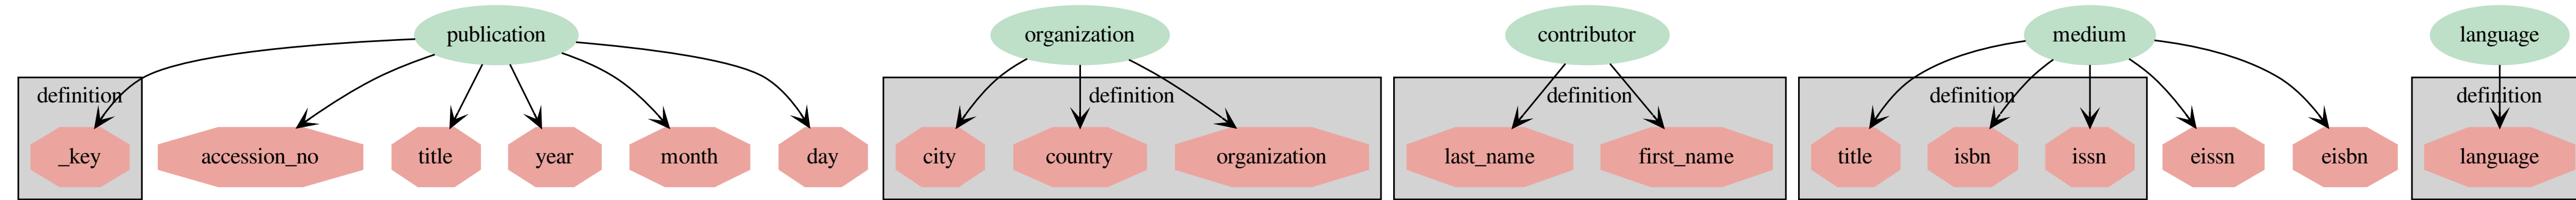 publication organization contributor medium language
definition definition definition definition definition
_key accession_no title year month day city country organization last_name first_name title isbn issn eissn eisbn language